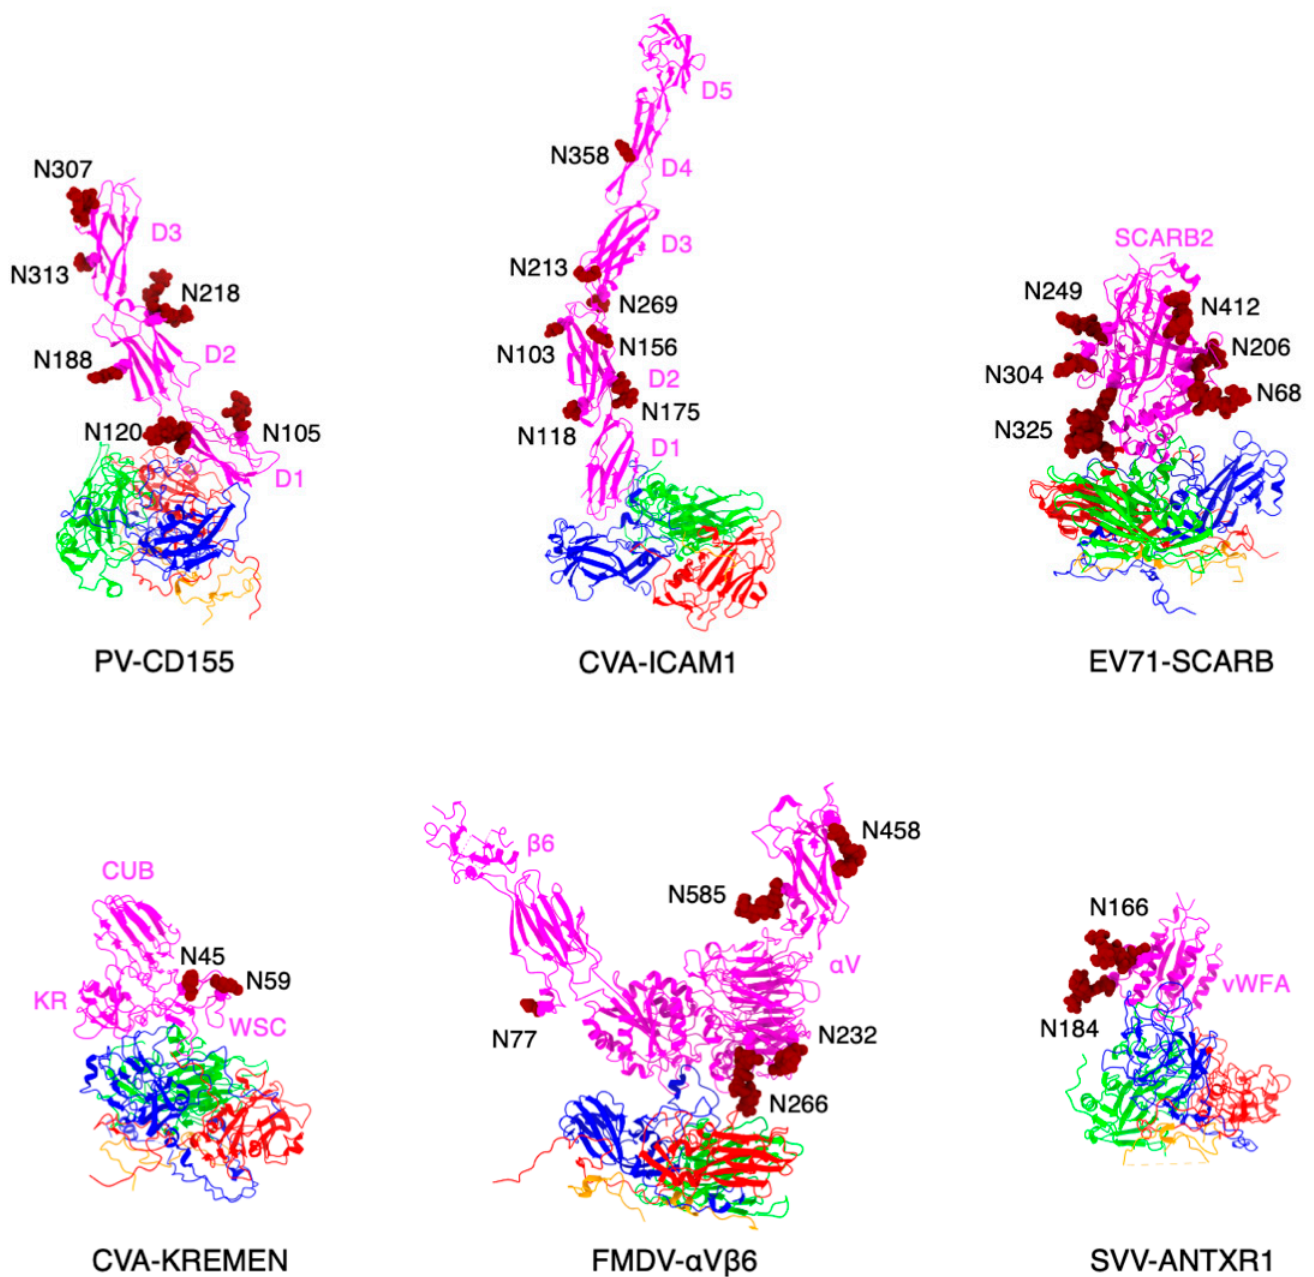 N307
D3
N313
N218
N188
D2
N120
N105
D1
PV-CD155
D5
N358
D4
D3
N213
N269
N103
N156
D2
N175
N118
D1
CVA-ICAM1
SCARB2
N249
N412
N206
N304
N68
N325
EV71-SCARB
CUB
N45
N59
KR
WSC
CVA-KREMEN
β6
N458
N585
αV
N77
N232
N266
FMDV-αVβ6
N166
vWFA
N184
SVV-ANTXR1